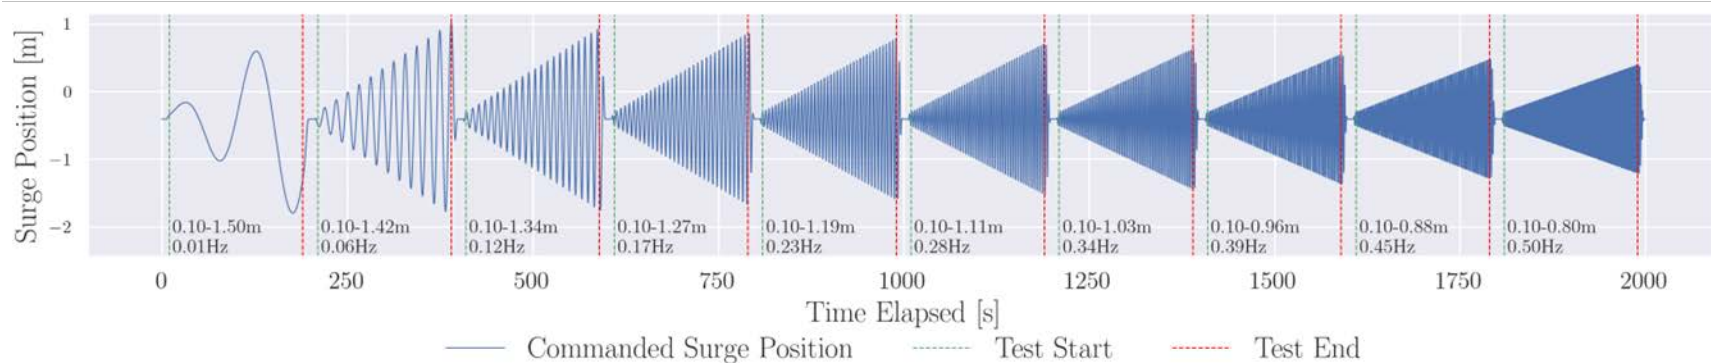 Surge Position [m]
1
0
−1
−2
0.10-1.50m
0.01Hz
0.10-1.42m
0.06Hz
0.10-1.34m
0.12Hz
0.10-1.27m
0.17Hz
0.10-1.19m
0.23Hz
0.10-1.11m
0.28Hz
0.10-1.03m
0.34Hz
0.10-0.96m
0.39Hz
0.10-0.88m
0.45Hz
0.10-0.80m
0.50Hz
0 250 500 750 1000 1250 1500 1750 2000
Time Elapsed [s]
Commanded Surge Position Test Start Test End